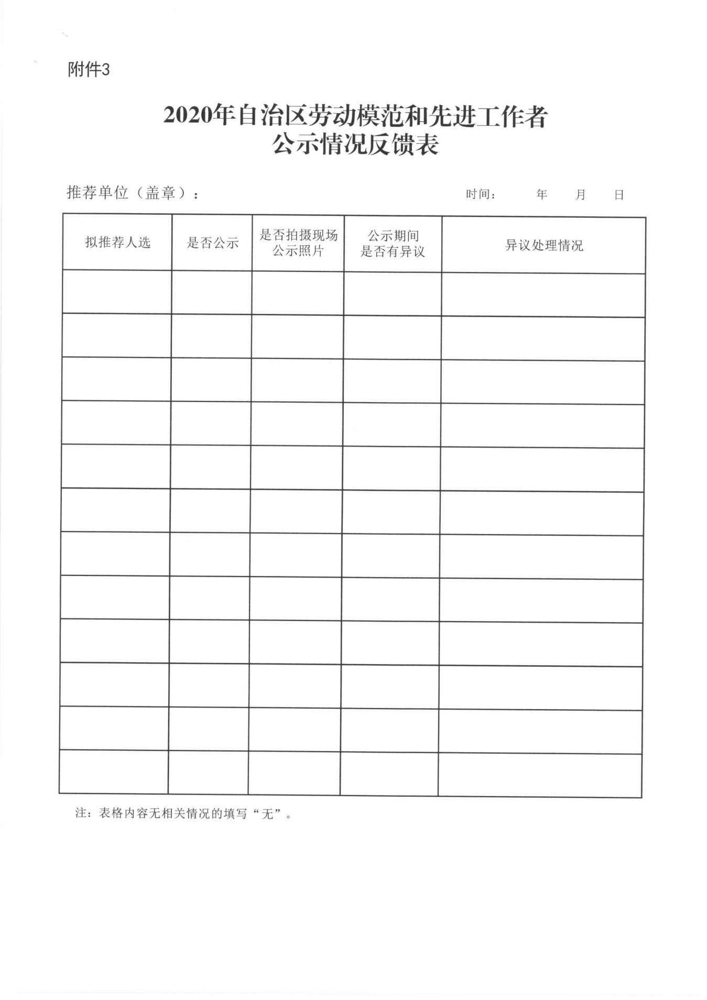 附件3
2020年自治区劳动模范和先进工作者
公示情况反馈表
推荐单位（盖章）： 时间： 年 月 日
拟推荐人选 是否公示 是否拍摄现场公示照片 公示期间是否有异议 异议处理情况
注：表格内容无相关情况的填写“无”。